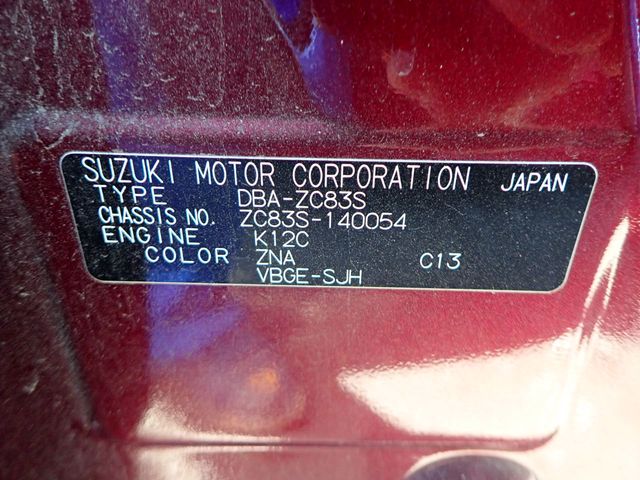 SUZUKI MOTOR CORPORATION JAPAN
TYPE DBA-ZC83S
CHASSIS NO. ZC83S-140054
ENGINE K12C
COLOR ZNA C13
VBGE-SJH